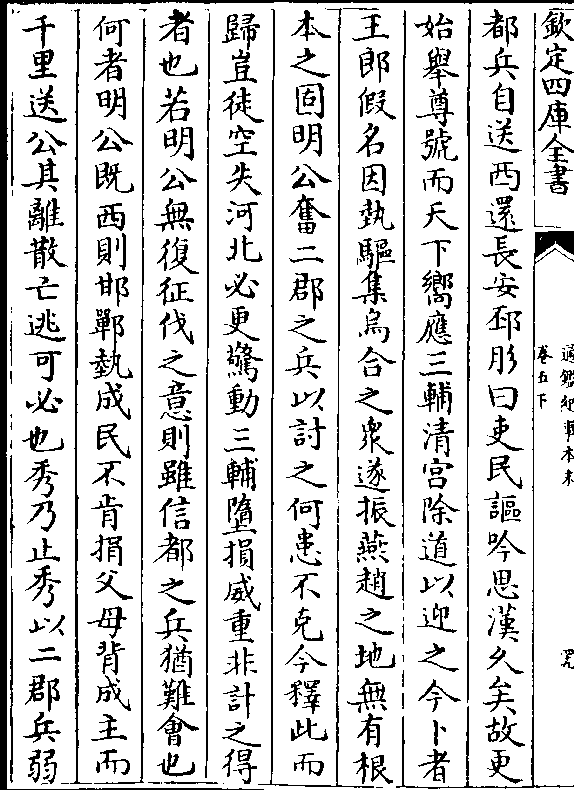 欽定四庫全書
通鑑紀事本末
卷五下
都兵自送西還長安邳彤曰吏民謳吟思漢久矣故更
始舉尊號而天下嚮應三輔清宫除道以迎之今卜者
王郎假名因埶驅集烏合之衆遂振燕趙之地無有根
本之固明公奮二郡之兵以討之何患不克今釋此而
歸豈徒空失河北必更驚動三輔墮損威重非計之得
者也若明公無復征伐之意則雖信都之兵猶難會也
何者明公既西則邯鄲埶成民不肯捐父母背成主而
千里送公其離散亡逃可必也秀乃止秀以二郡兵弱